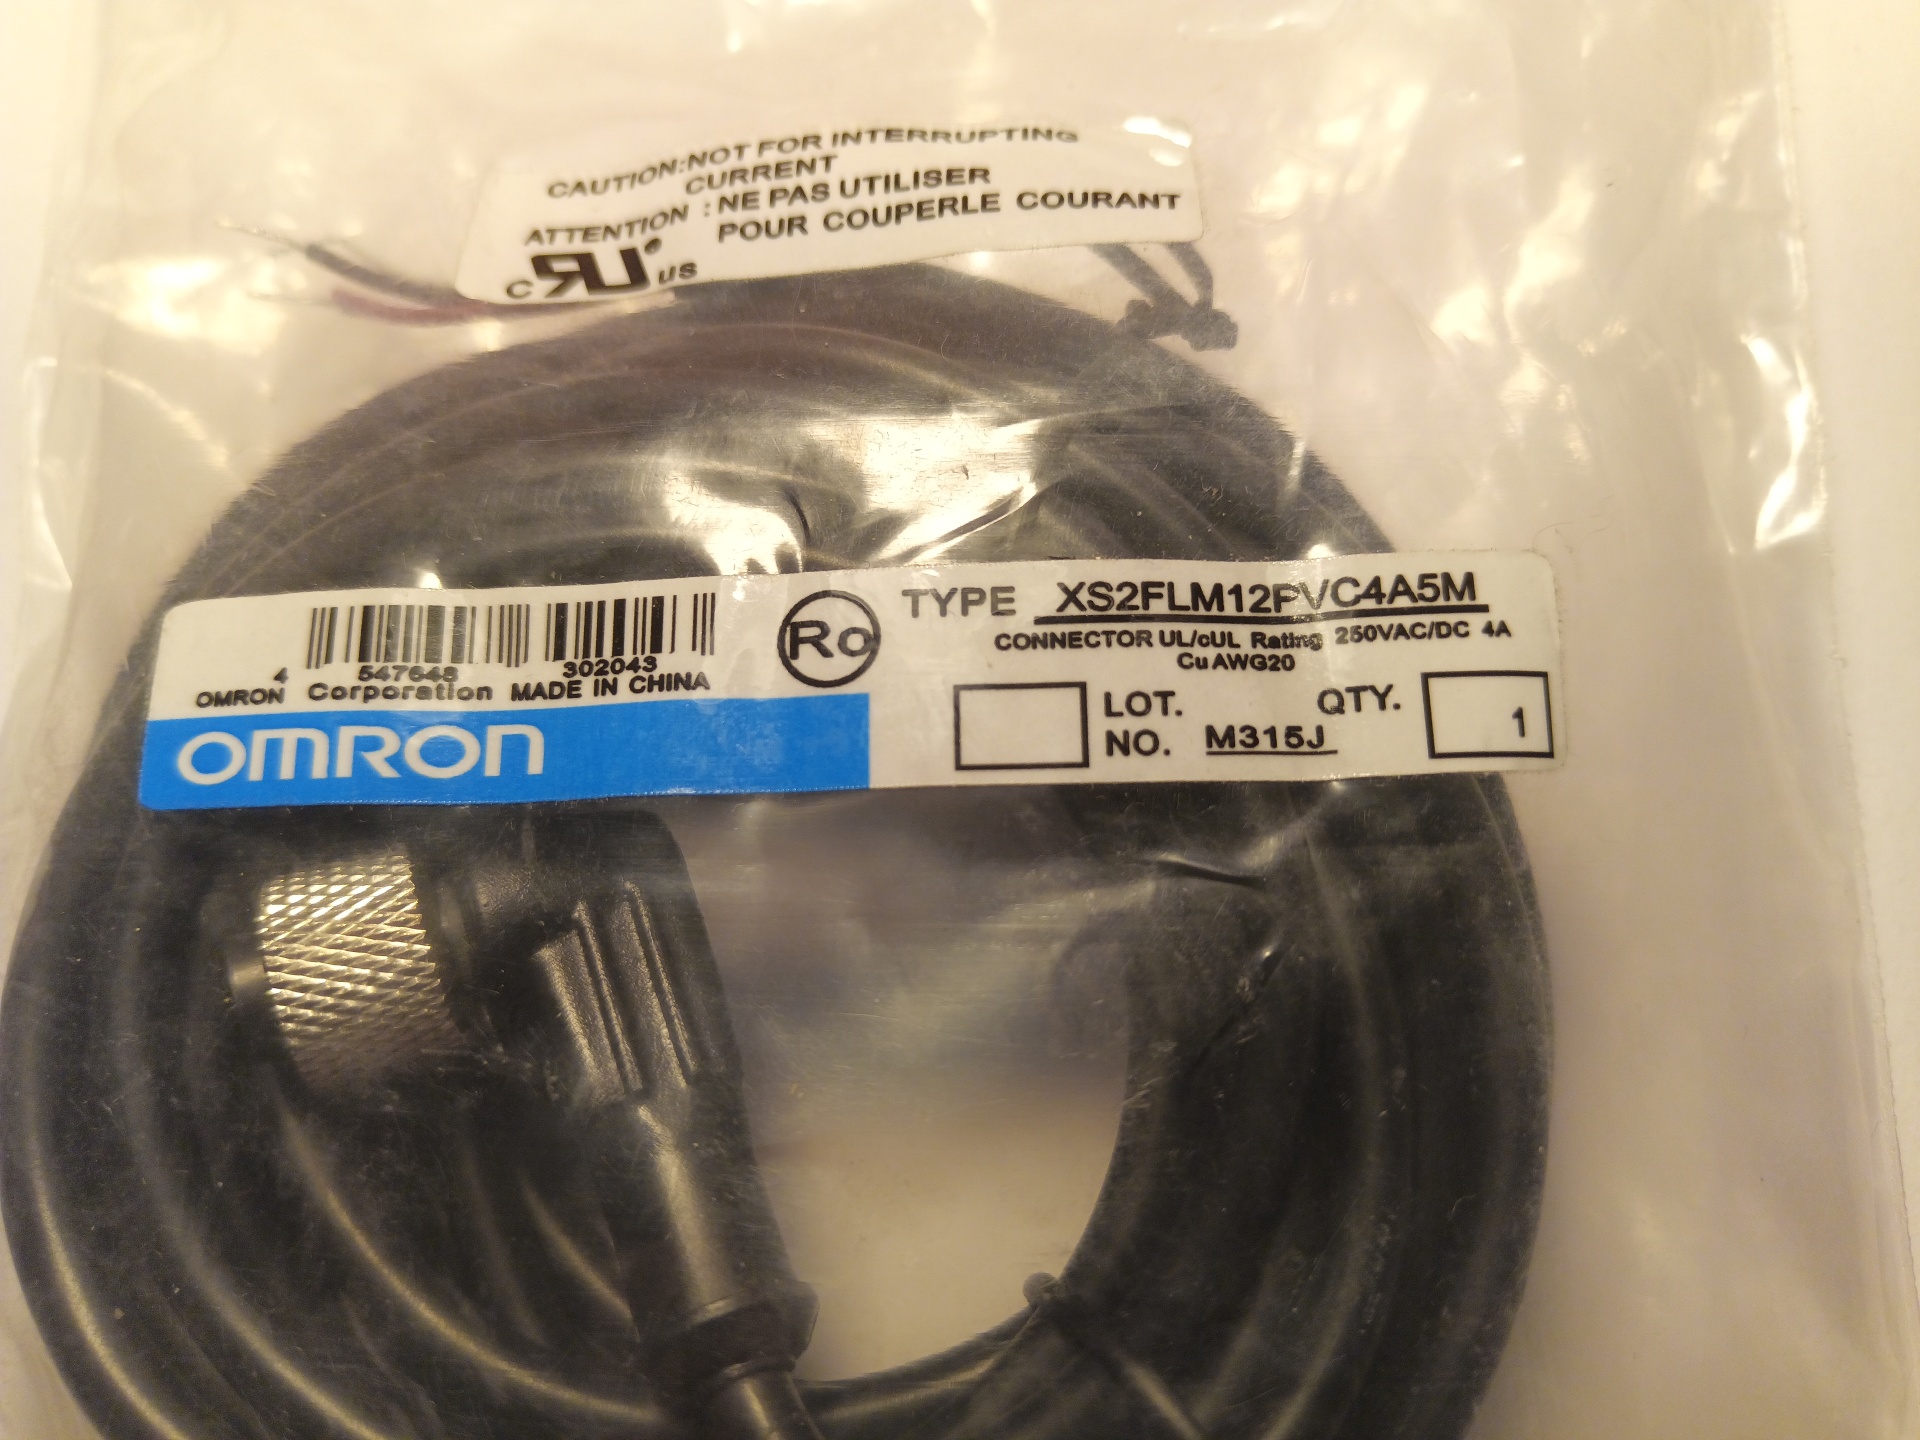 CAUTION:NOT FOR INTERRUPTING
CURRENT
ATTENTION :NE PAS UTILISER
POUR COUPERLE COURANT
c RU us
4 547648 302043
OMRON Corporation MADE IN CHINA
OMRON
Ro
TYPE XS2FLM12PVC4A5M
CONNECTOR UL/cUL Rating 250VAC/DC 4A
Cu AWG20
LOT. NO. M315J
QTY. 1